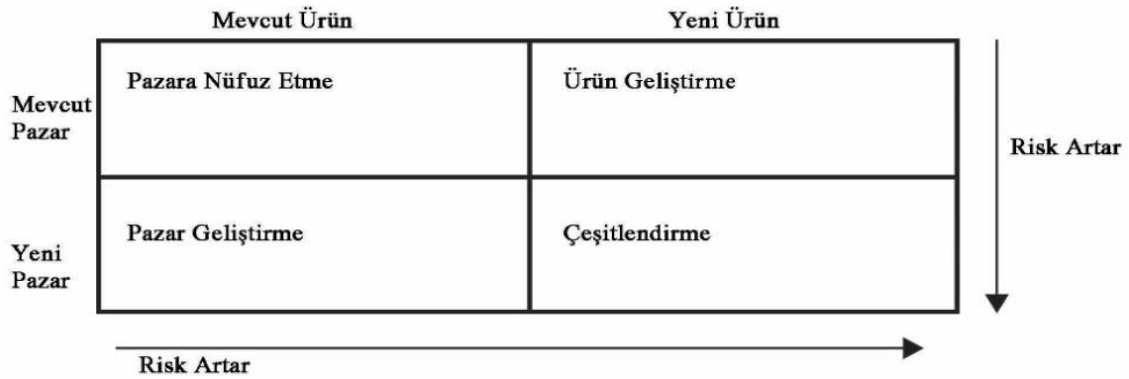 Mevcut Ürün
Yeni Ürün
Mevcut
Pazar
Pazara Nüfuz Etme
Ürün Geliştirme
Risk Artar
Yeni
Pazar
Pazar Geliştirme
Çeşitlendirme
Risk Artar